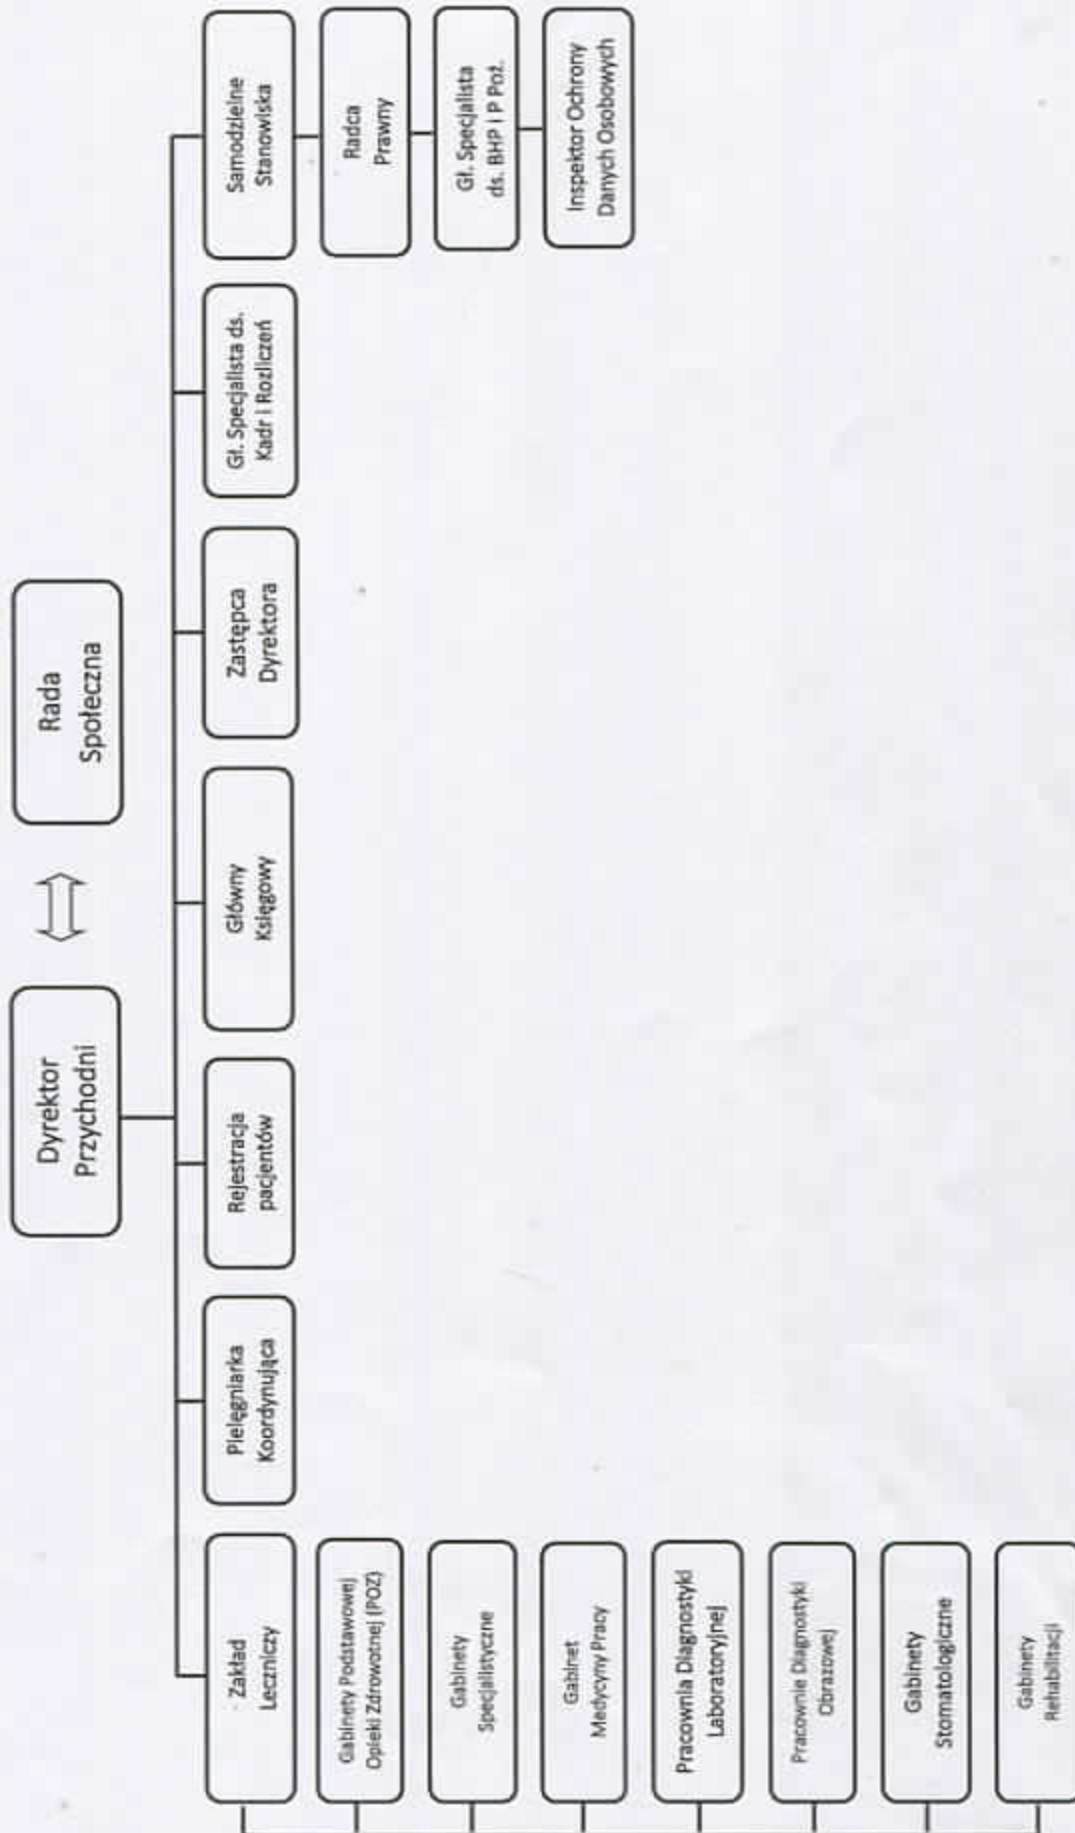 Dyrektor
Przychodni
Rada
Społeczna
Zakład
Leczniczy
Pielęgniarka
Koordynująca
Rejestracja
pacjentów
Główny
Księgowy
Zastępca
Dyrektora
Gł. Specjalista ds.
Kadr i Rozliczeń
Samodzielne
Stanowiska
Gabinety Podstawowej
Opieki Zdrowotnej (POZ)
Gabinety
Specjalistyczne
Gabinet
Medycyny Pracy
Pracownia Diagnostyki
Laboratoryjnej
Pracownie Diagnostyki
Obrazowej
Gabinety
Stomatologiczne
Gabinety
Rehabilitacji
Radca
Prawny
Gł. Specjalista
ds. BHP i P Poż.
Inspektor Ochrony
Danych Osobowych